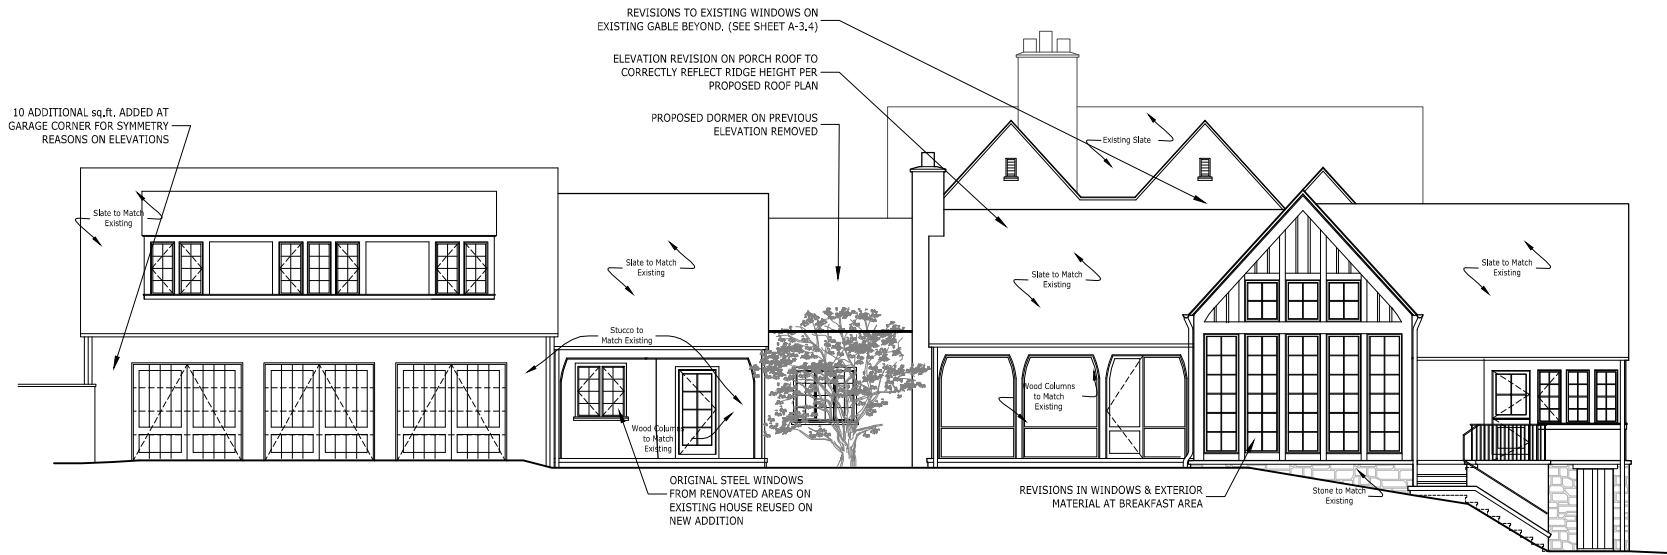 REVISIONS TO EXISTING WINDOWS ON
EXISTING GABLE BEYOND. (SEE SHEET A-3.4)
ELEVATION REVISION ON PORCH ROOF TO
CORRECTLY REFLECT RIDGE HEIGHT PER
PROPOSED ROOF PLAN
10 ADDITIONAL sq.ft. ADDED AT
GARAGE CORNER FOR SYMMETRY
REASONS ON ELEVATIONS
PROPOSED DORMER ON PREVIOUS
ELEVATION REMOVED
Existing Slate
Slate to Match
Existing
Slate to Match
Existing
Slate to Match
Existing
Slate to Match
Existing
Stucco to
Match Existing
Wood Columns
to Match
Existing
Wood Columns
to Match
Existing
ORIGINAL STEEL WINDOWS
FROM RENOVATED AREAS ON
EXISTING HOUSE REUSED ON
NEW ADDITION
REVISIONS IN WINDOWS & EXTERIOR
MATERIAL AT BREAKFAST AREA
Stone to Match
Existing